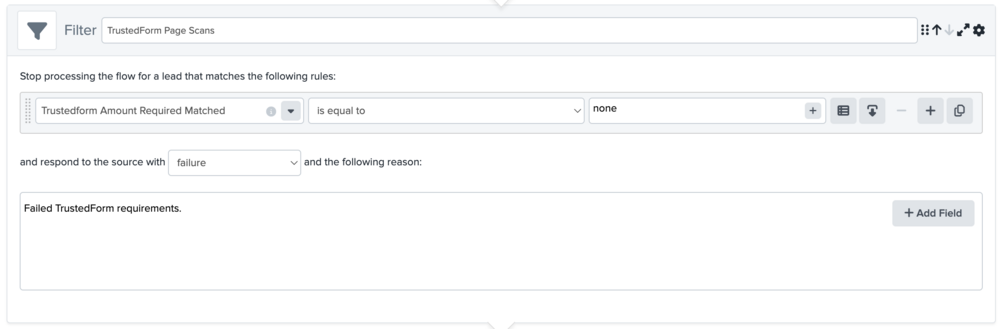 Filter TrustedForm Page Scans
Stop processing the flow for a lead that matches the following rules:
Trustedform Amount Required Matched is equal to none
and respond to the source with failure and the following reason:
Failed TrustedForm requirements.
+ Add Field